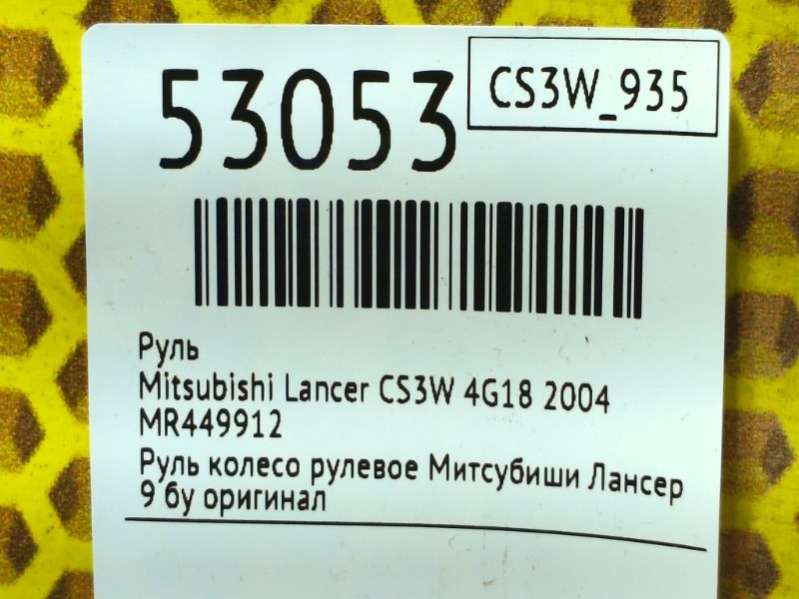 53053
CS3W_935
Руль
Mitsubishi Lancer CS3W 4G18 2004
MR449912
Руль колесо рулевое Митсубиши Лансер
9 бу оригинал